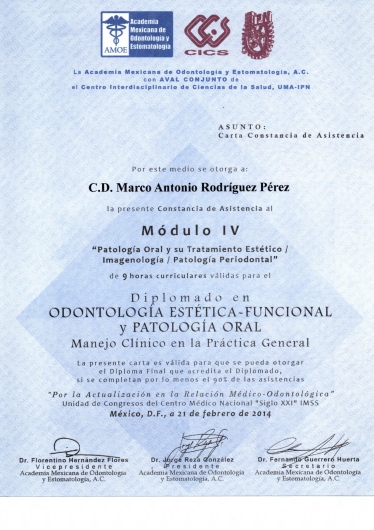 AMOE
Academia
Mexicana de
Odontología y
Estomatología
CICS
La Academia Mexicana de Odontología y Estomatología, A.C.
con AVAL CONJUNTO de
el Centro Interdisciplinario de Ciencias de la Salud, UMA-IPN
ASUNTO:
Carta Constancia de Asistencia
Por este medio se otorga a:
C.D. Marco Antonio Rodríguez Pérez
la presente Constancia de Asistencia al
Módulo IV
"Patología Oral y su Tratamiento Estético /
Imagenología / Patología Periodontal"
de 9 horas curriculares válidas para el
Diplomado en
ODONTOLOGÍA ESTÉTICA-FUNCIONAL
y PATOLOGÍA ORAL
Manejo Clínico en la Práctica General
La presente carta es válida para que se pueda otorgar
el Diploma Final que acredita el Diplomado,
si se completan por lo menos el 90% de las asistencias
"Por la Actualización en la Relación Médico-Odontológica"
Unidad de Congresos del Centro Médico Nacional "Siglo XXI" IMSS
México, D.F., a 21 de febrero de 2014
Dr. Florentino Hernández Flores
Vicepresidente
Academia Mexicana de Odontología
y Estomatología, A.C.
Dr. Jorge Reza González
Presidente
Academia Mexicana de Odontología
y Estomatología, A.C.
Dr. Fernando Guerrero Huerta
Secretario
Academia Mexicana de Odontología
y Estomatología, A.C.